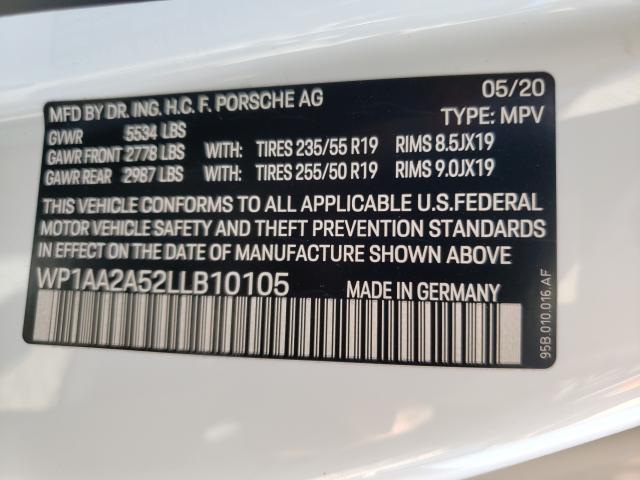 MFD BY DR. ING. H.C. F. PORSCHE AG 05/20
GVWR 5534 LBS TYPE: MPV
GAWR FRONT 2778 LBS WITH: TIRES 235/55 R19 RIMS 8.5JX19
GAWR REAR 2987 LBS WITH: TIRES 255/50 R19 RIMS 9.0JX19
THIS VEHICLE CONFORMS TO ALL APPLICABLE U.S.FEDERAL
MOTOR VEHICLE SAFETY AND THEFT PREVENTION STANDARDS
IN EFFECT ON THE DATE OF MANUFACTURE SHOWN ABOVE
WP1AA2A52LLB10105 MADE IN GERMANY
95B.010.016.AF